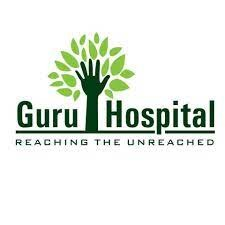 Guru Hospital
REACHING THE UNREACHED